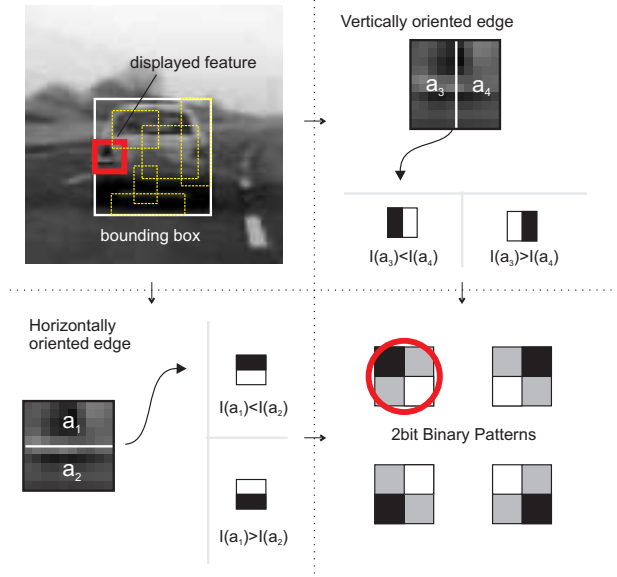 displayed feature
bounding box
Vertically oriented edge
a₃ a₄
I(a₃)<I(a₄)
I(a₃)>I(a₄)
Horizontally
oriented edge
a₁
a₂
I(a₁)<I(a₂)
I(a₁)>I(a₂)
2bit Binary Patterns